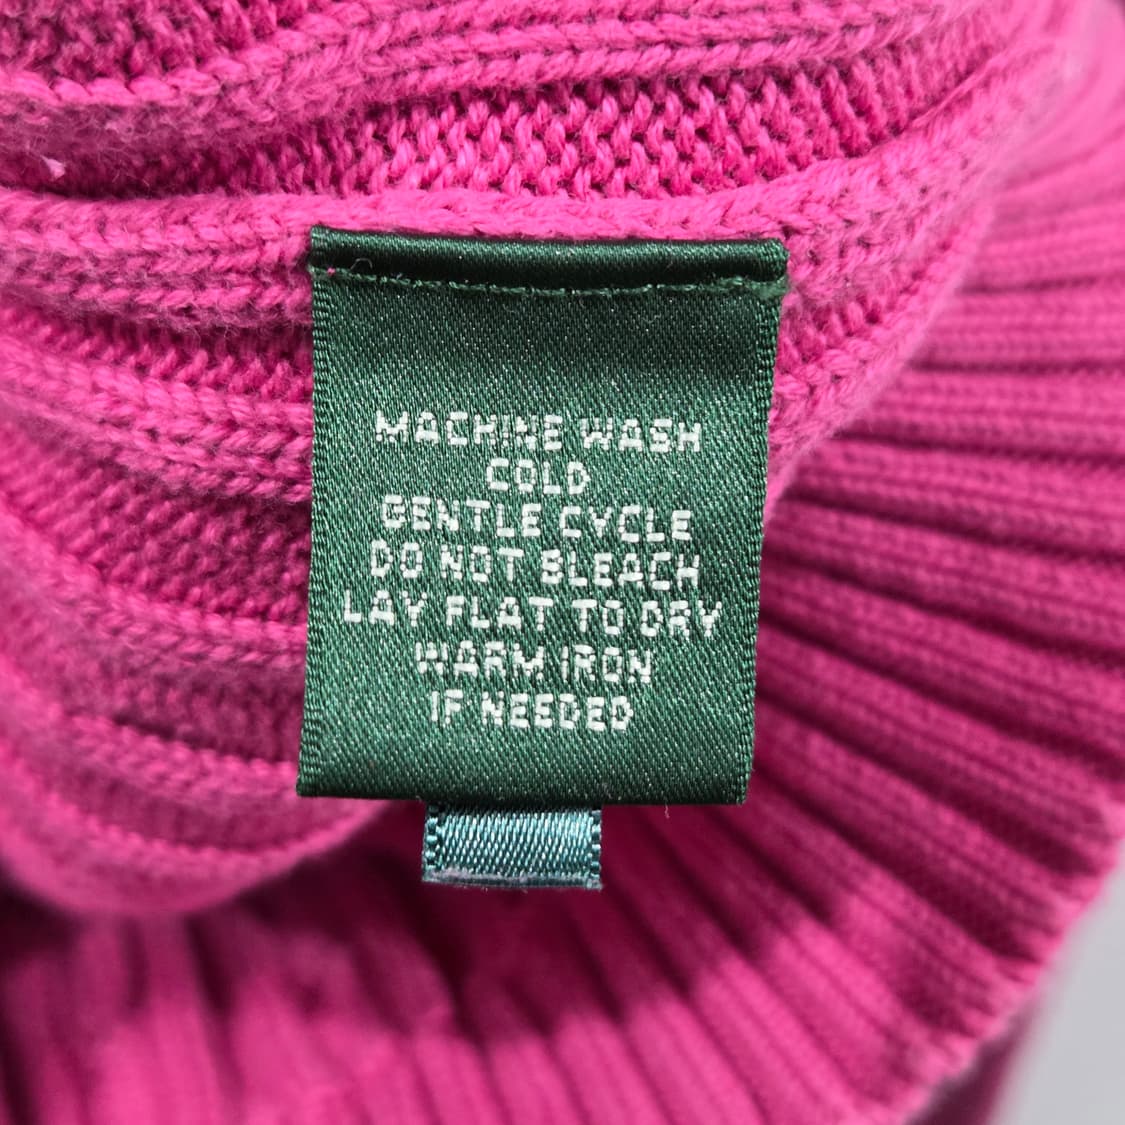 MACHINE WASH
COLD
GENTLE CYCLE
DO NOT BLEACH
LAY FLAT TO DRY
WARM IRON
IF NEEDED